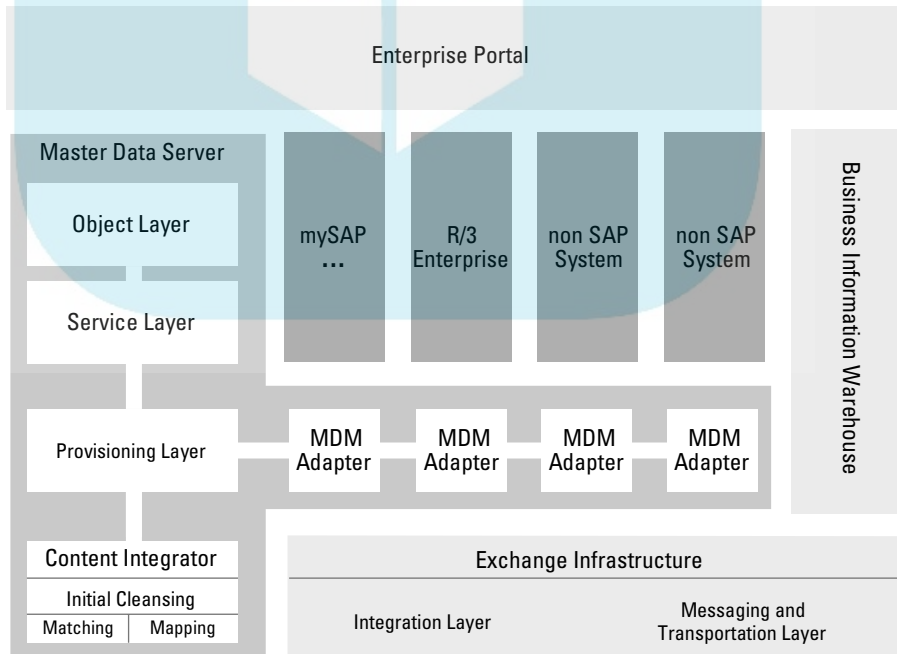 Enterprise Portal
Master Data Server
Object Layer
Service Layer
Provisioning Layer
Content Integrator
Initial Cleansing
Matching
Mapping
mySAP
...
R/3
Enterprise
non SAP
System
non SAP
System
MDM
Adapter
MDM
Adapter
MDM
Adapter
MDM
Adapter
Business Information Warehouse
Exchange Infrastructure
Integration Layer
Messaging and
Transportation Layer